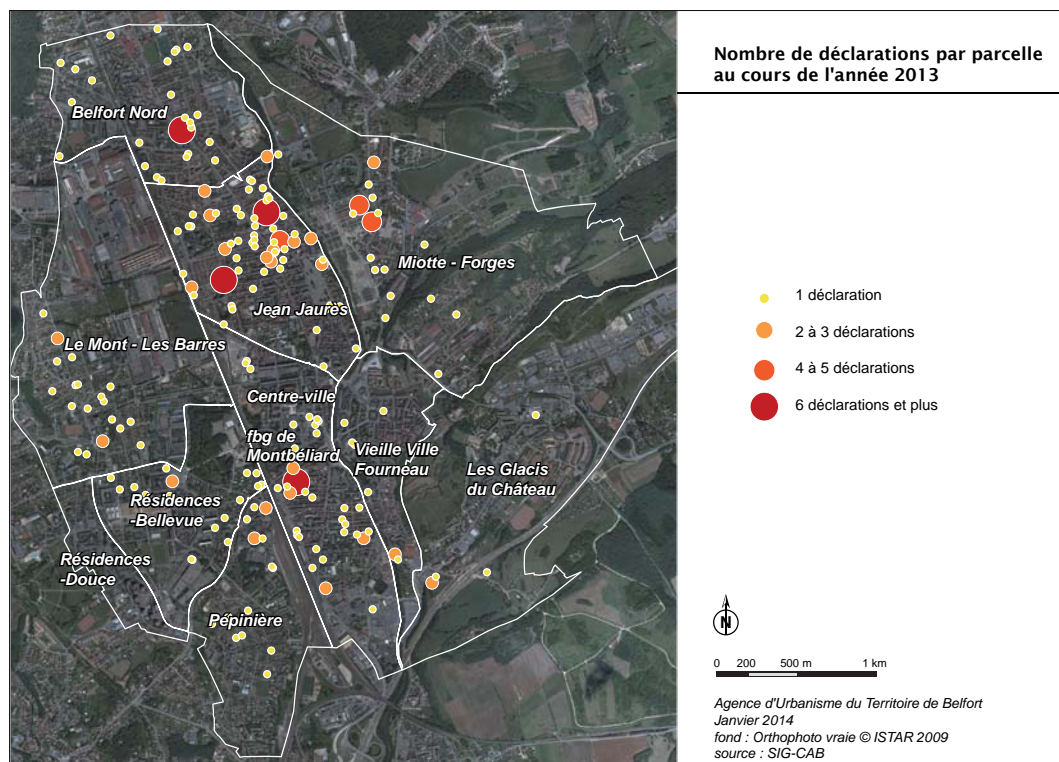 Nombre de déclarations par parcelle
au cours de l'année 2013
Belfort Nord
Miotte - Forges
Jean Jaurès
Le Mont - Les Barres
Centre-ville
fbg de
Montbéliard
Vieille Ville
Fourneau
Les Glacis
du Château
Résidences
-Bellevue
Résidences
-Douce
Pépinière
1 déclaration
2 à 3 déclarations
4 à 5 déclarations
6 déclarations et plus
N
0 200 500 m 1 km
Agence d'Urbanisme du Territoire de Belfort
Janvier 2014
fond : Orthophoto vraie © ISTAR 2009
source : SIG-CAB